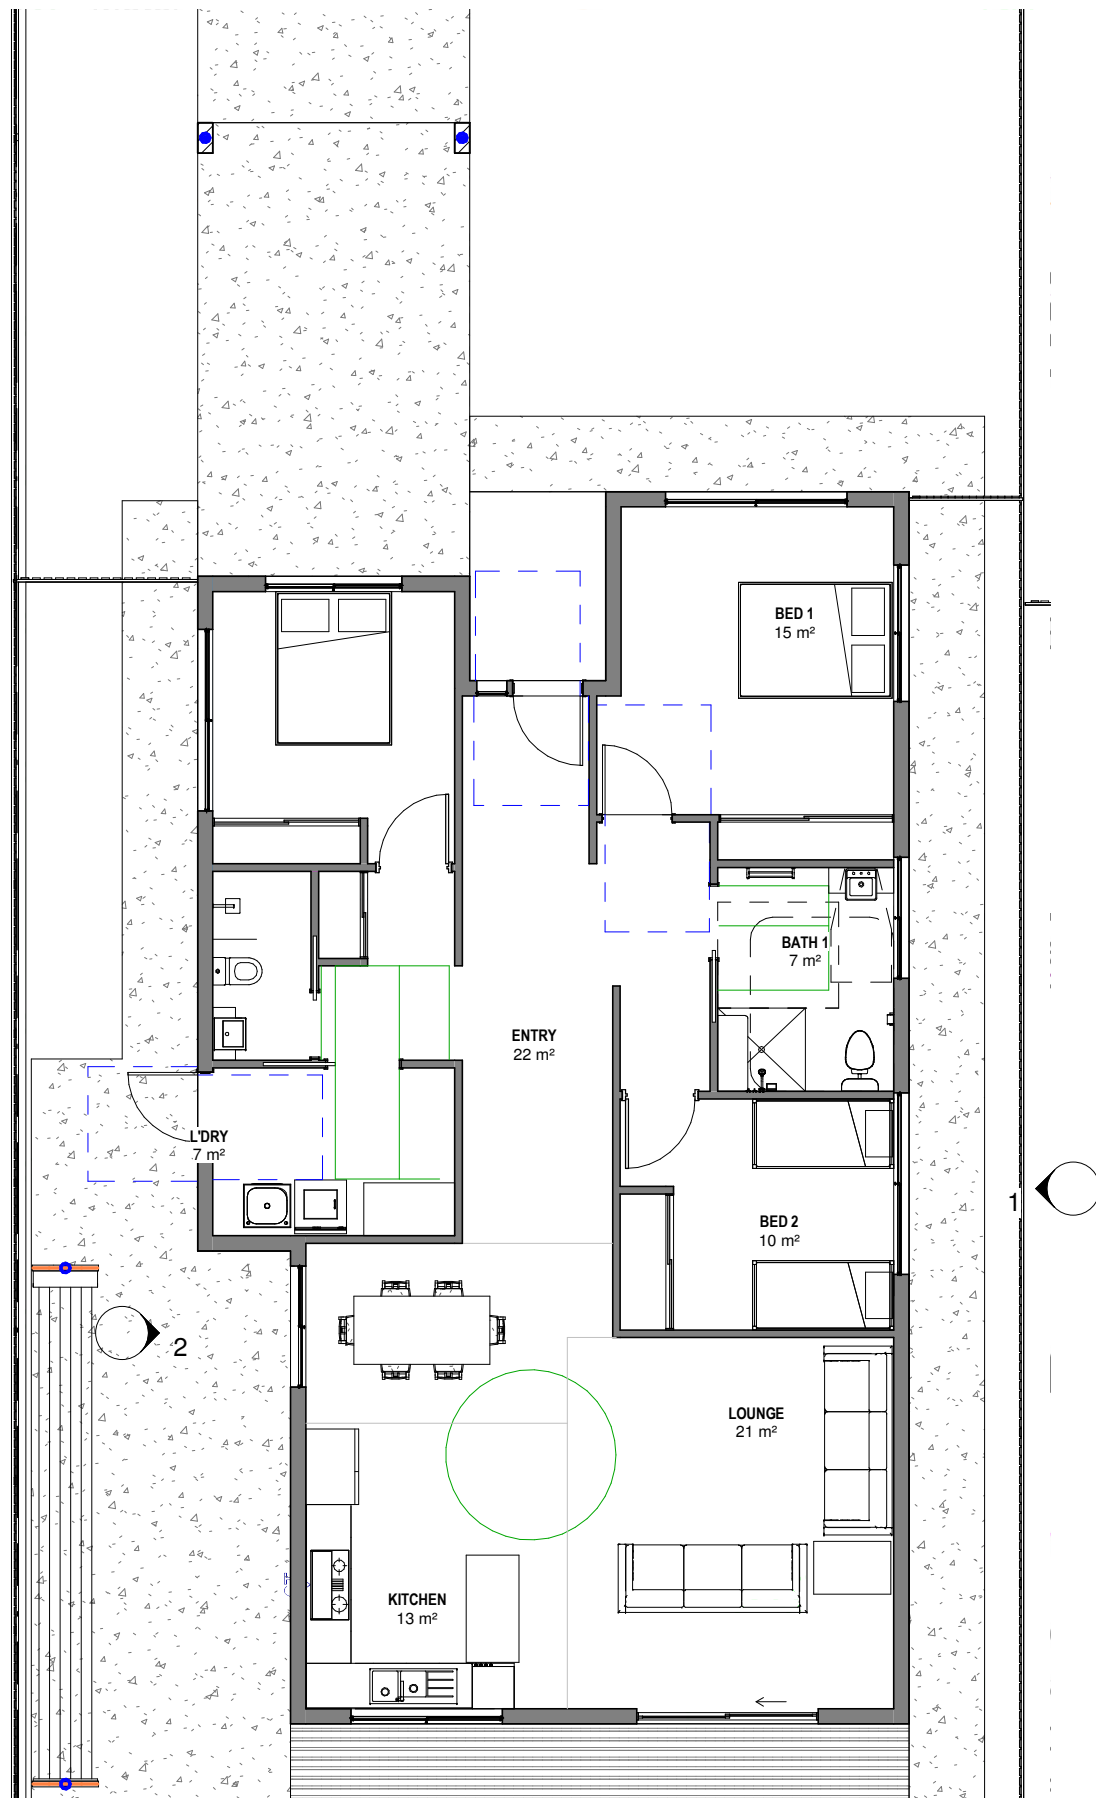 BED 1
15 m²
BATH 1
7 m²
ENTRY
22 m²
L'DRY
7 m²
1
BED 2
10 m²
2
LOUNGE
21 m²
KITCHEN
13 m²